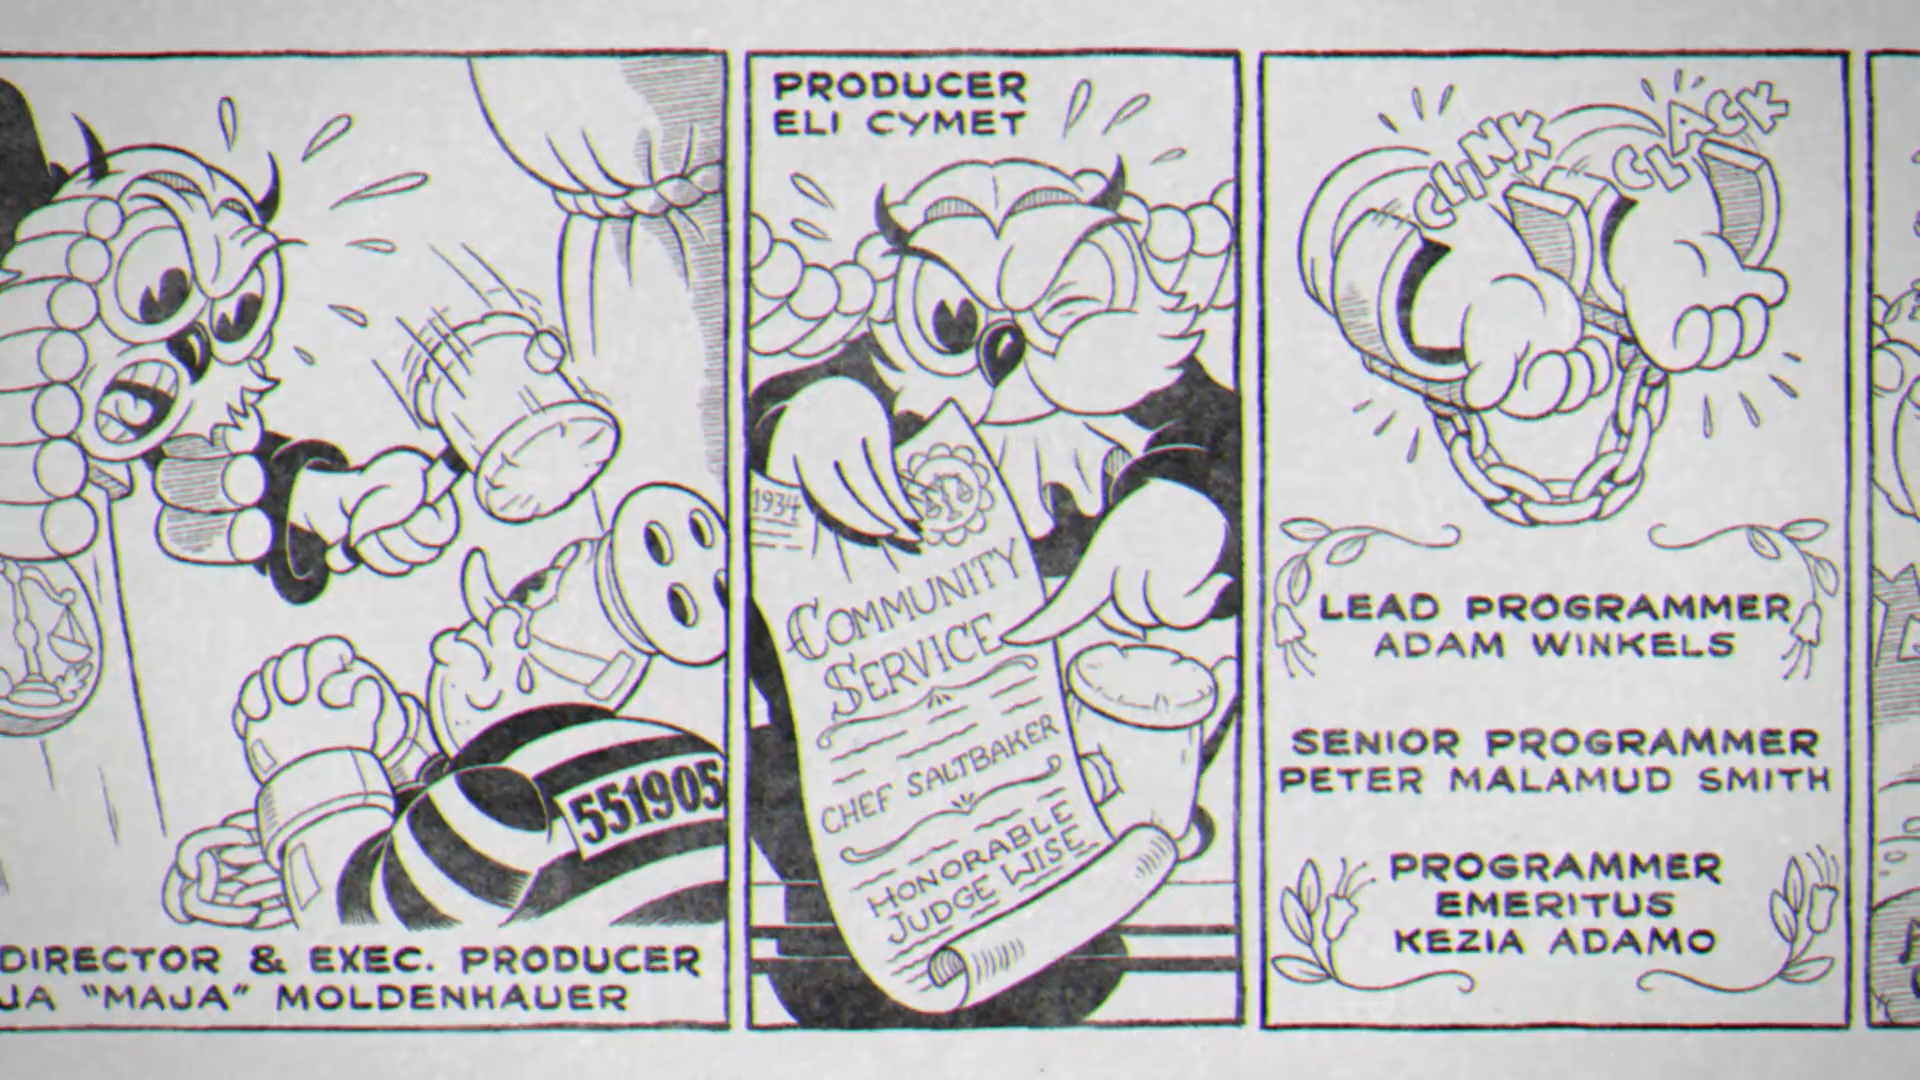 551905
DIRECTOR & EXEC. PRODUCER
JA "MAJA" MOLDENHAUER
PRODUCER
ELI CYMET
1934
COMMUNITY
SERVICE
CHEF SALTBAKER
HONORABLE
JUDGE WISE
CLINK
CLACK
LEAD PROGRAMMER
ADAM WINKELS
SENIOR PROGRAMMER
PETER MALAMUD SMITH
PROGRAMMER
EMERITUS
KEZIA ADAMO